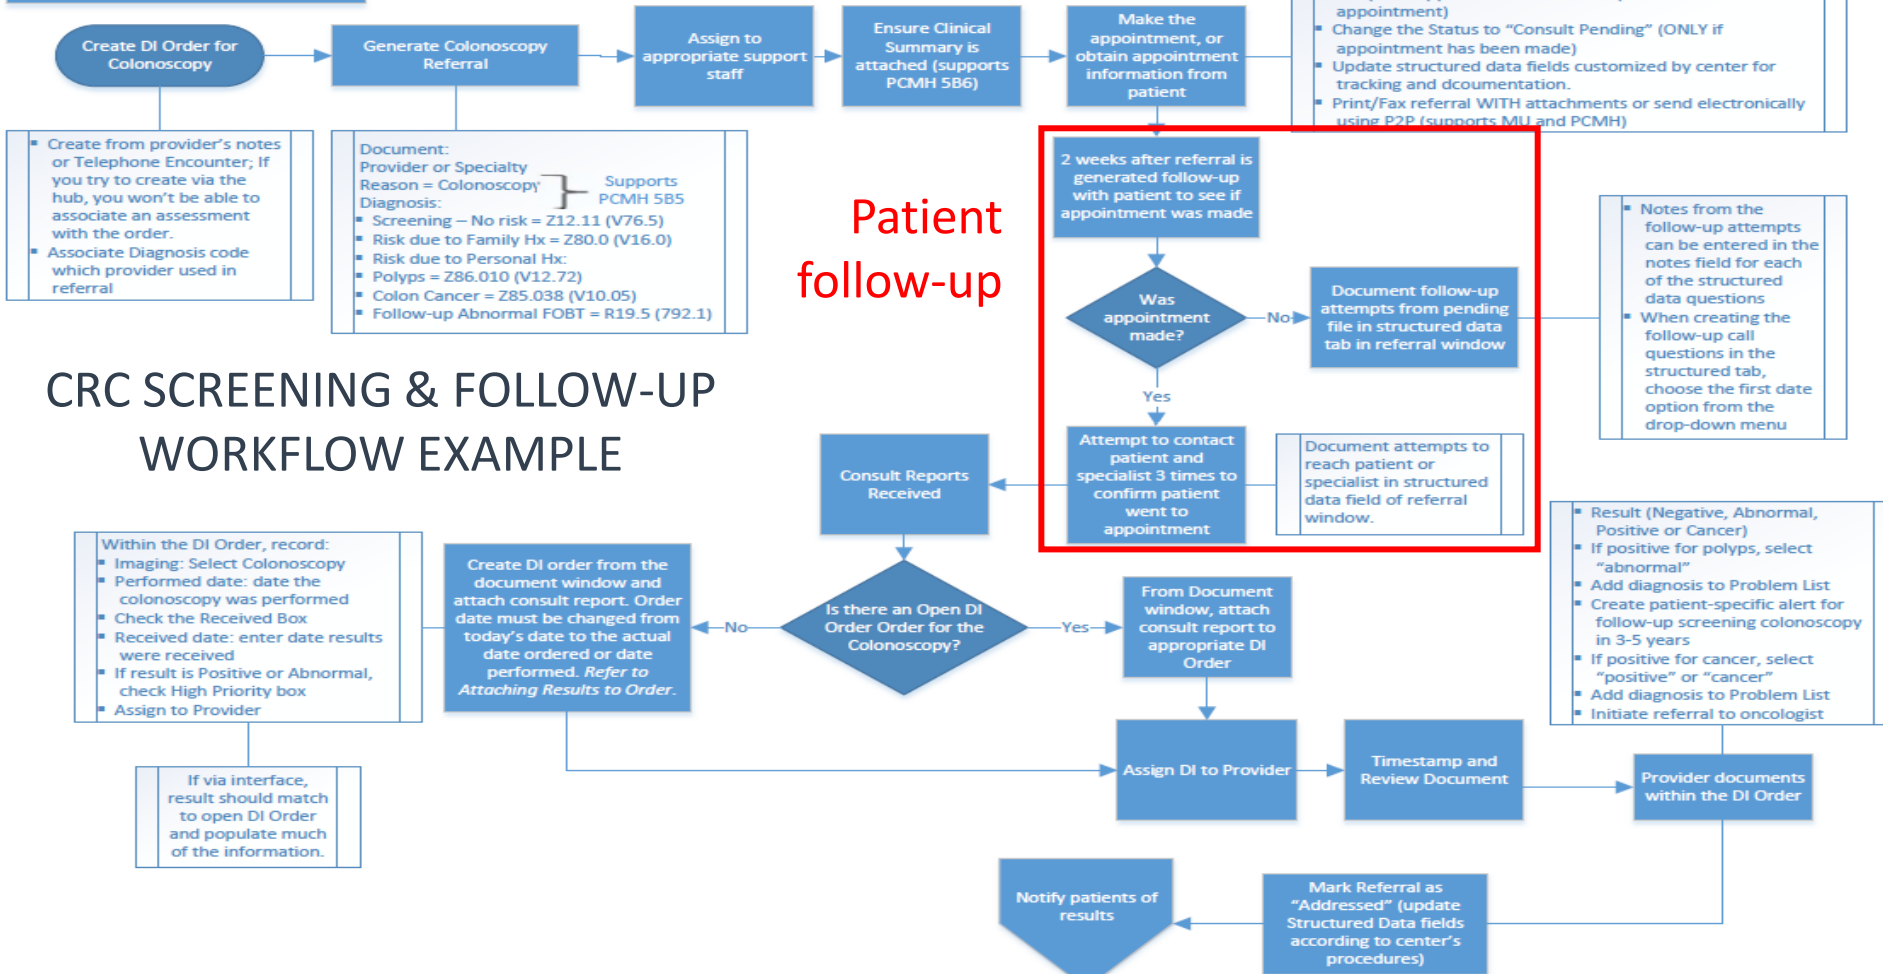 Create DI Order for
Colonoscopy
Generate Colonoscopy
Referral
Assign to
appropriate support
staff
Ensure Clinical
Summary is
attached (supports
PCMH 5B6)
Make the
appointment, or
obtain appointment
information from
patient
appointment)
▪ Change the Status to “Consult Pending” (ONLY if
appointment has been made)
▪ Update structured data fields customized by center for
tracking and dcoumentation.
▪ Print/Fax referral WITH attachments or send electronically
using P2P (supports MU and PCMH)
▪ Create from provider’s notes
or Telephone Encounter; If
you try to create via the
hub, you won’t be able to
associate an assessment
with the order.
▪ Associate Diagnosis code
which provider used in
referral
Document:
Provider or Specialty
Reason = Colonoscopy
Diagnosis:
Supports
PCMH 5B5
▪ Screening – No risk = Z12.11 (V76.5)
▪ Risk due to Family Hx = Z80.0 (V16.0)
▪ Risk due to Personal Hx:
▪ Polyps = Z86.010 (V12.72)
▪ Colon Cancer = Z85.038 (V10.05)
▪ Follow-up Abnormal FOBT = R19.5 (792.1)
Patient
follow-up
2 weeks after referral is
generated follow-up
with patient to see if
appointment was made
Was
appointment
made?
No
Document follow-up
attempts from pending
file in structured data
tab in referral window
▪ Notes from the
follow-up attempts
can be entered in the
notes field for each
of the structured
data questions
▪ When creating the
follow-up call
questions in the
structured tab,
choose the first date
option from the
drop-down menu
Yes
CRC SCREENING & FOLLOW-UP
WORKFLOW EXAMPLE
Attempt to contact
patient and
specialist 3 times to
confirm patient
went to
appointment
Document attempts to
reach patient or
specialist in structured
data field of referral
window.
Consult Reports
Received
Within the DI Order, record:
▪ Imaging: Select Colonoscopy
▪ Performed date: date the
colonoscopy was performed
▪ Check the Received Box
▪ Received date: enter date results
were received
▪ If result is Positive or Abnormal,
check High Priority box
▪ Assign to Provider
Create DI order from the
document window and
attach consult report. Order
date must be changed from
today’s date to the actual
date ordered or date
performed. Refer to
Attaching Results to Order.
No
Is there an Open DI
Order Order for the
Colonoscopy?
Yes
From Document
window, attach
consult report to
appropriate DI
Order
▪ Result (Negative, Abnormal,
Positive or Cancer)
▪ If positive for polyps, select
“abnormal”
▪ Add diagnosis to Problem List
▪ Create patient-specific alert for
follow-up screening colonoscopy
in 3-5 years
▪ If positive for cancer, select
“positive” or “cancer”
▪ Add diagnosis to Problem List
▪ Initiate referral to oncologist
If via interface,
result should match
to open DI Order
and populate much
of the information.
Assign DI to Provider
Timestamp and
Review Document
Provider documents
within the DI Order
Notify patients of
results
Mark Referral as
“Addressed” (update
Structured Data fields
according to center’s
procedures)